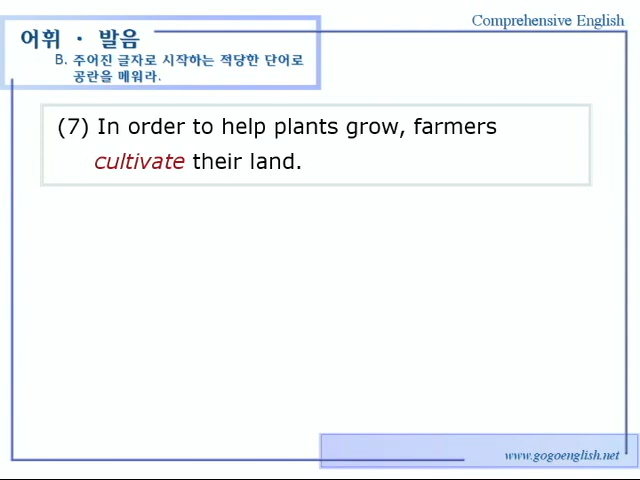 Comprehensive English
어휘 · 발음
B. 주어진 글자로 시작하는 적당한 단어로
공란을 메워라.
(7) In order to help plants grow, farmers
cultivate their land.
www.gogoenglish.net